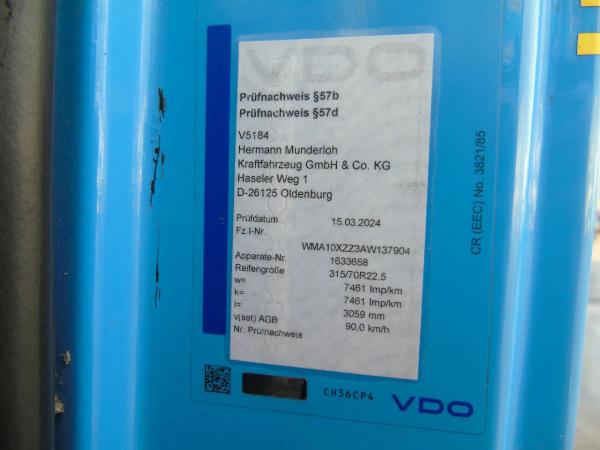 VDO
Prüfnachweis §57b
Prüfnachweis §57d
V5184
Hermann Munderloh
Kraftfahrzeug GmbH & Co. KG
Haseler Weg 1
D-26125 Oldenburg
Prüfdatum 15.03.2024
Fz.I-Nr.
WMA10XZZ3AW137904
Apparate-Nr. 1633658
Reifengröße 315/70R22.5
w= 7461 Imp/km
k= 7461 Imp/km
l= 3059 mm
v(set) AGB 90,0 km/h
Nr. Prüfnachweis
CH36CP4 VDO
CR (EEC) No. 3821/85